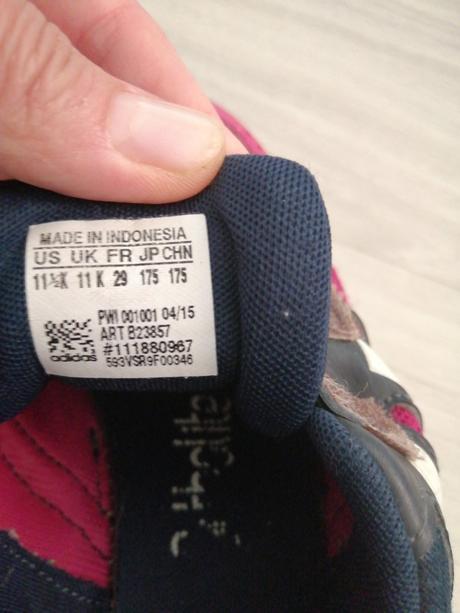 MADE IN INDONESIA
US UK FR JP CHN
11½K 11 K 29 175 175
PWI 001001 04/15
ART B23857
#111880967
593VSR9F00346
adidas